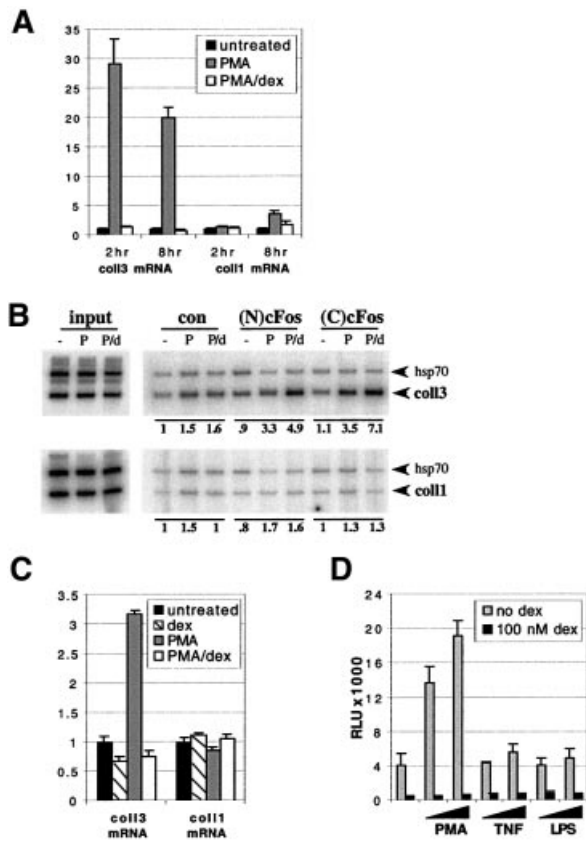 A
35
30
25
20
15
10
5
0
untreated
PMA
PMA/dex
2hr 8hr 2hr 8hr
coll3 mRNA coll1 mRNA
B
input con (N)cFos (C)cFos
- P P/d - P P/d - P P/d - P P/d
hsp70
coll3
1 1.5 1.6 .9 3.3 4.9 1.1 3.5 7.1
hsp70
coll1
1 1.5 1 .8 1.7 1.6 1 1.3 1.3
C
3.5
3
2.5
2
1.5
1
0.5
0
untreated
dex
PMA
PMA/dex
coll3 coll1
mRNA mRNA
D
RLU x1000
24
20
16
12
8
4
0
no dex
100 nM dex
PMA TNF LPS